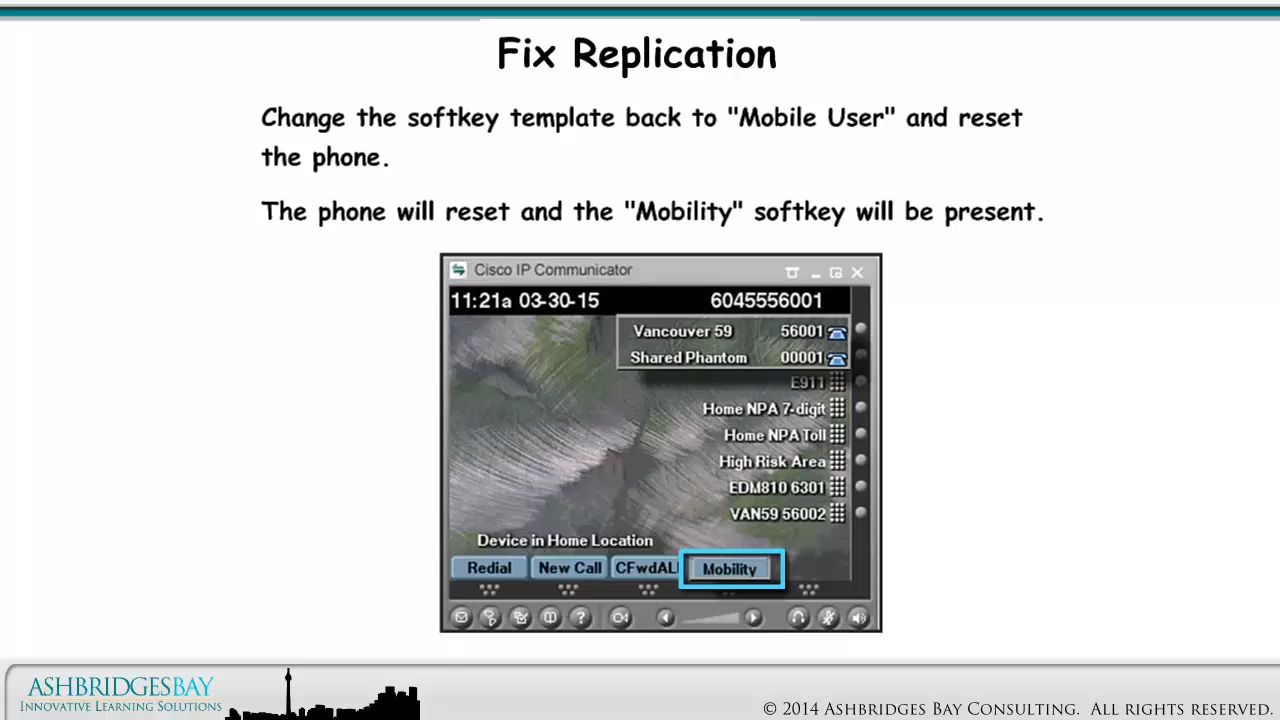 Fix Replication
Change the softkey template back to "Mobile User" and reset
the phone.
The phone will reset and the "Mobility" softkey will be present.
Cisco IP Communicator
11:21a 03-30-15 6045556001
Vancouver 59 56001
Shared Phantom 00001
E911
Home NPA 7-digit
Home NPA Toll
High Risk Area
EDM810 6301
VAN59 56002
Device in Home Location
Redial New Call CFwdAL Mobility
?
ASHBRIDGESBAY
INNOVATIVE LEARNING SOLUTIONS
© 2014 ASHBRIDGES BAY CONSULTING. ALL RIGHTS RESERVED.